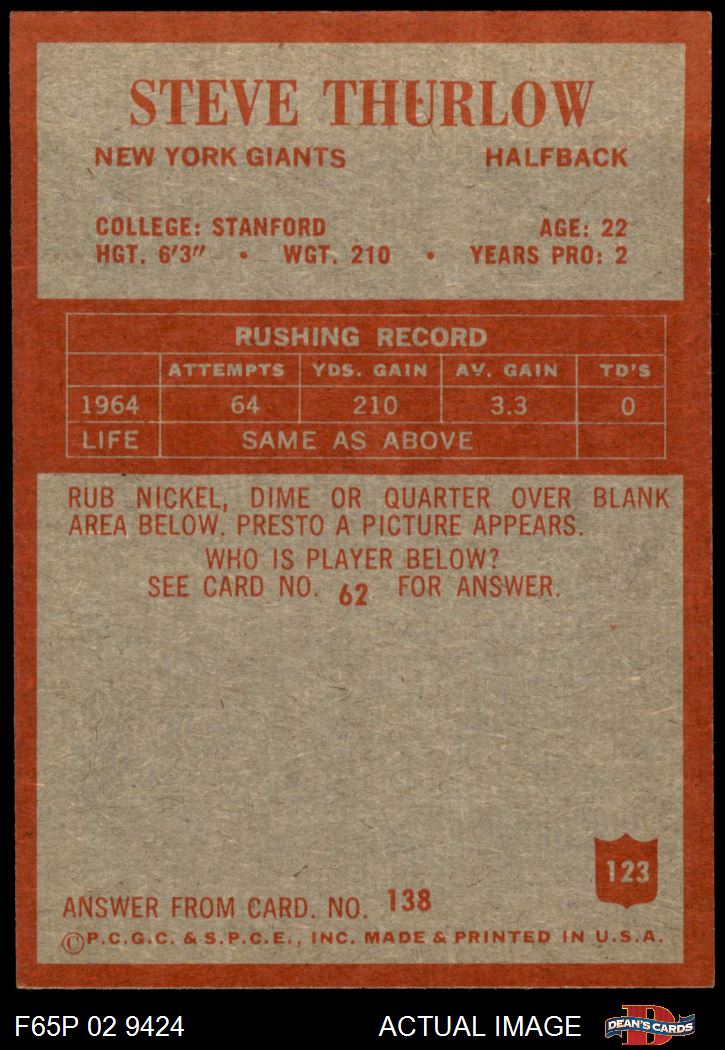 STEVE THURLOW
NEW YORK GIANTS HALFBACK
COLLEGE: STANFORD AGE: 22
HGT. 6'3" • WGT. 210 • YEARS PRO: 2
RUSHING RECORD
ATTEMPTS YDS. GAIN AV. GAIN TD'S
1964 64 210 3.3 0
LIFE SAME AS ABOVE
RUB NICKEL, DIME OR QUARTER OVER BLANK
AREA BELOW. PRESTO A PICTURE APPEARS.
WHO IS PLAYER BELOW?
SEE CARD NO. 62 FOR ANSWER.
123
ANSWER FROM CARD. NO. 138
©P.C.G.C. & S.P.C.E., INC. MADE & PRINTED IN U.S.A.
F65P 02 9424 ACTUAL IMAGE D DEAN'S CARDS